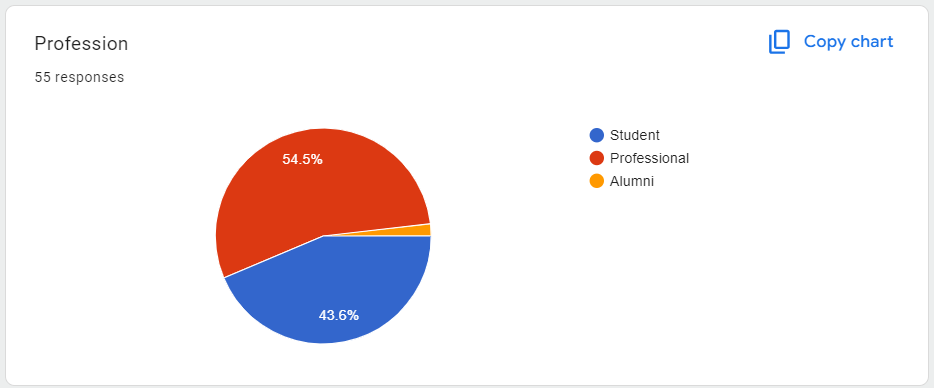 Profession
Copy chart
55 responses
54.5%
43.6%
Student
Professional
Alumni